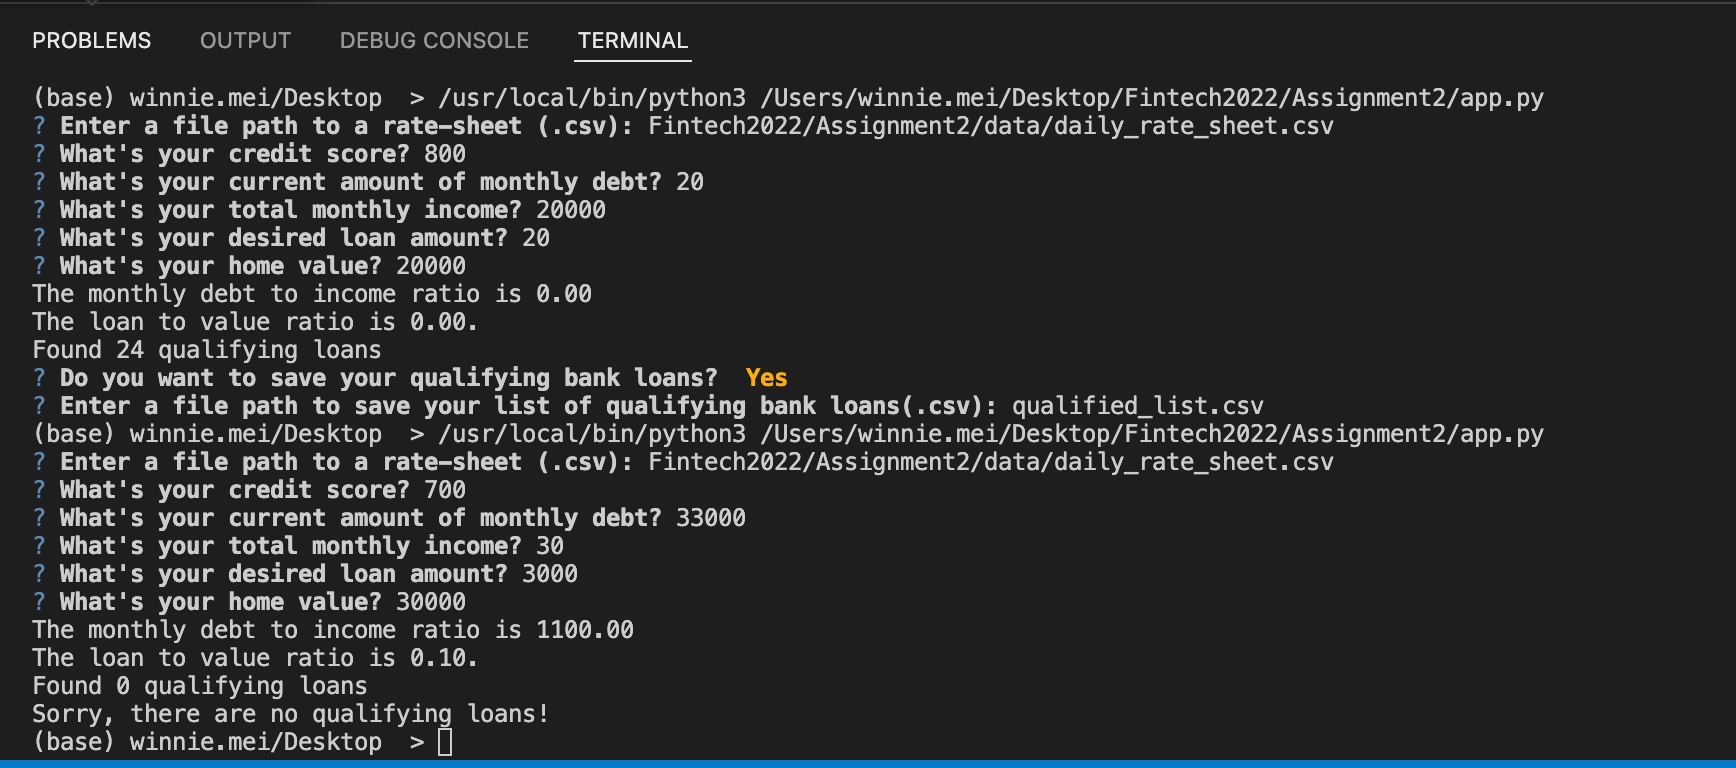 PROBLEMS OUTPUT DEBUG CONSOLE TERMINAL
(base) winnie.mei/Desktop  > /usr/local/bin/python3 /Users/winnie.mei/Desktop/Fintech2022/Assignment2/app.py
? Enter a file path to a rate-sheet (.csv): Fintech2022/Assignment2/data/daily_rate_sheet.csv
? What's your credit score? 800
? What's your current amount of monthly debt? 20
? What's your total monthly income? 20000
? What's your desired loan amount? 20
? What's your home value? 20000
The monthly debt to income ratio is 0.00
The loan to value ratio is 0.00.
Found 24 qualifying loans
? Do you want to save your qualifying bank loans?  Yes
? Enter a file path to save your list of qualifying bank loans(.csv): qualified_list.csv
(base) winnie.mei/Desktop  > /usr/local/bin/python3 /Users/winnie.mei/Desktop/Fintech2022/Assignment2/app.py
? Enter a file path to a rate-sheet (.csv): Fintech2022/Assignment2/data/daily_rate_sheet.csv
? What's your credit score? 700
? What's your current amount of monthly debt? 33000
? What's your total monthly income? 30
? What's your desired loan amount? 3000
? What's your home value? 30000
The monthly debt to income ratio is 1100.00
The loan to value ratio is 0.10.
Found 0 qualifying loans
Sorry, there are no qualifying loans!
(base) winnie.mei/Desktop  >